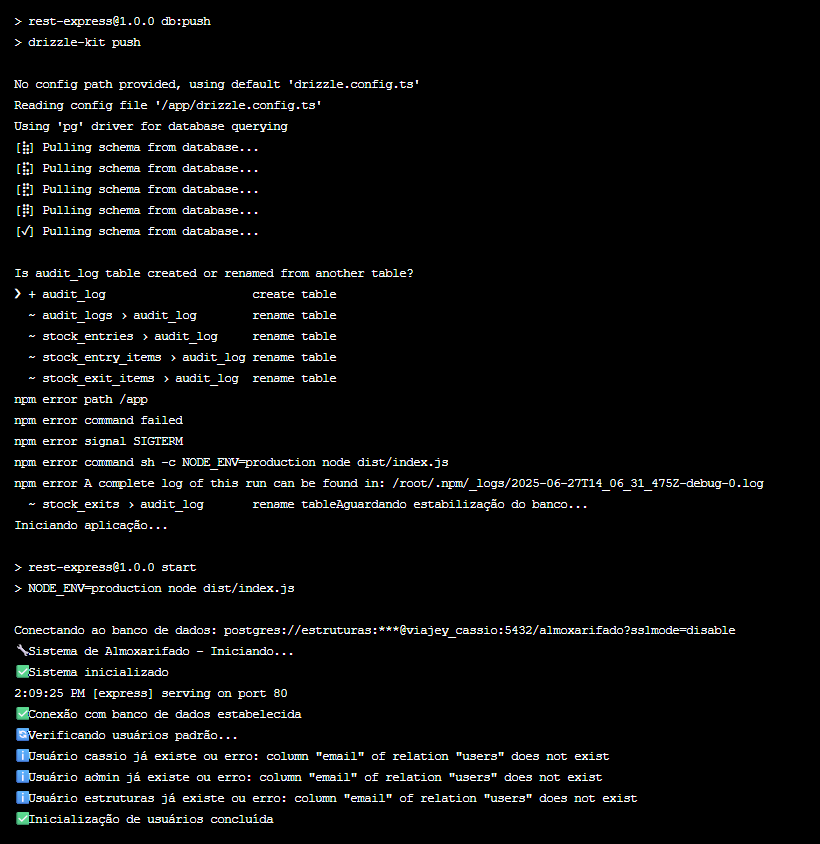 > rest-express@1.0.0 db:push
> drizzle-kit push
No config path provided, using default 'drizzle.config.ts'
Reading config file '/app/drizzle.config.ts'
Using 'pg' driver for database querying
[⣷] Pulling schema from database...
[⣯] Pulling schema from database...
[⣟] Pulling schema from database...
[⡿] Pulling schema from database...
[✓] Pulling schema from database...
Is audit_log table created or renamed from another table?
❯ + audit_log create table
~ audit_logs › audit_log rename table
~ stock_entries › audit_log rename table
~ stock_entry_items › audit_log rename table
~ stock_exit_items › audit_log rename table
npm error path /app
npm error command failed
npm error signal SIGTERM
npm error command sh -c NODE_ENV=production node dist/index.js
npm error A complete log of this run can be found in: /root/.npm/_logs/2025-06-27T14_06_31_475Z-debug-0.log
~ stock_exits › audit_log rename tableAguardando estabilização do banco...
Iniciando aplicação...
> rest-express@1.0.0 start
> NODE_ENV=production node dist/index.js
Conectando ao banco de dados: postgres://estruturas:***@viajey_cassio:5432/almoxarifado?sslmode=disable
🔧Sistema de Almoxarifado - Iniciando...
✅Sistema inicializado
2:09:25 PM [express] serving on port 80
✅Conexão com banco de dados estabelecida
🔄Verificando usuários padrão...
ℹ️Usuário cassio já existe ou erro: column "email" of relation "users" does not exist
ℹ️Usuário admin já existe ou erro: column "email" of relation "users" does not exist
ℹ️Usuário estruturas já existe ou erro: column "email" of relation "users" does not exist
✅Inicialização de usuários concluída